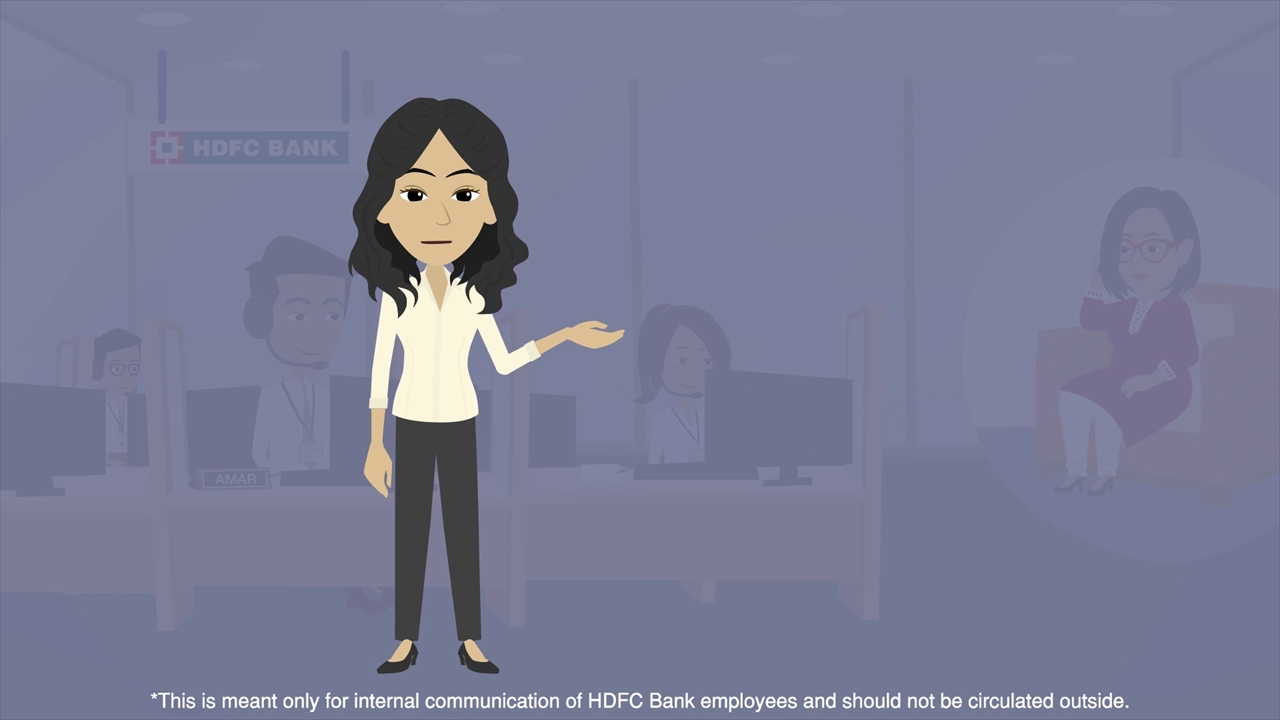 HDFC BANK
AMAR
*This is meant only for internal communication of HDFC Bank employees and should not be circulated outside.